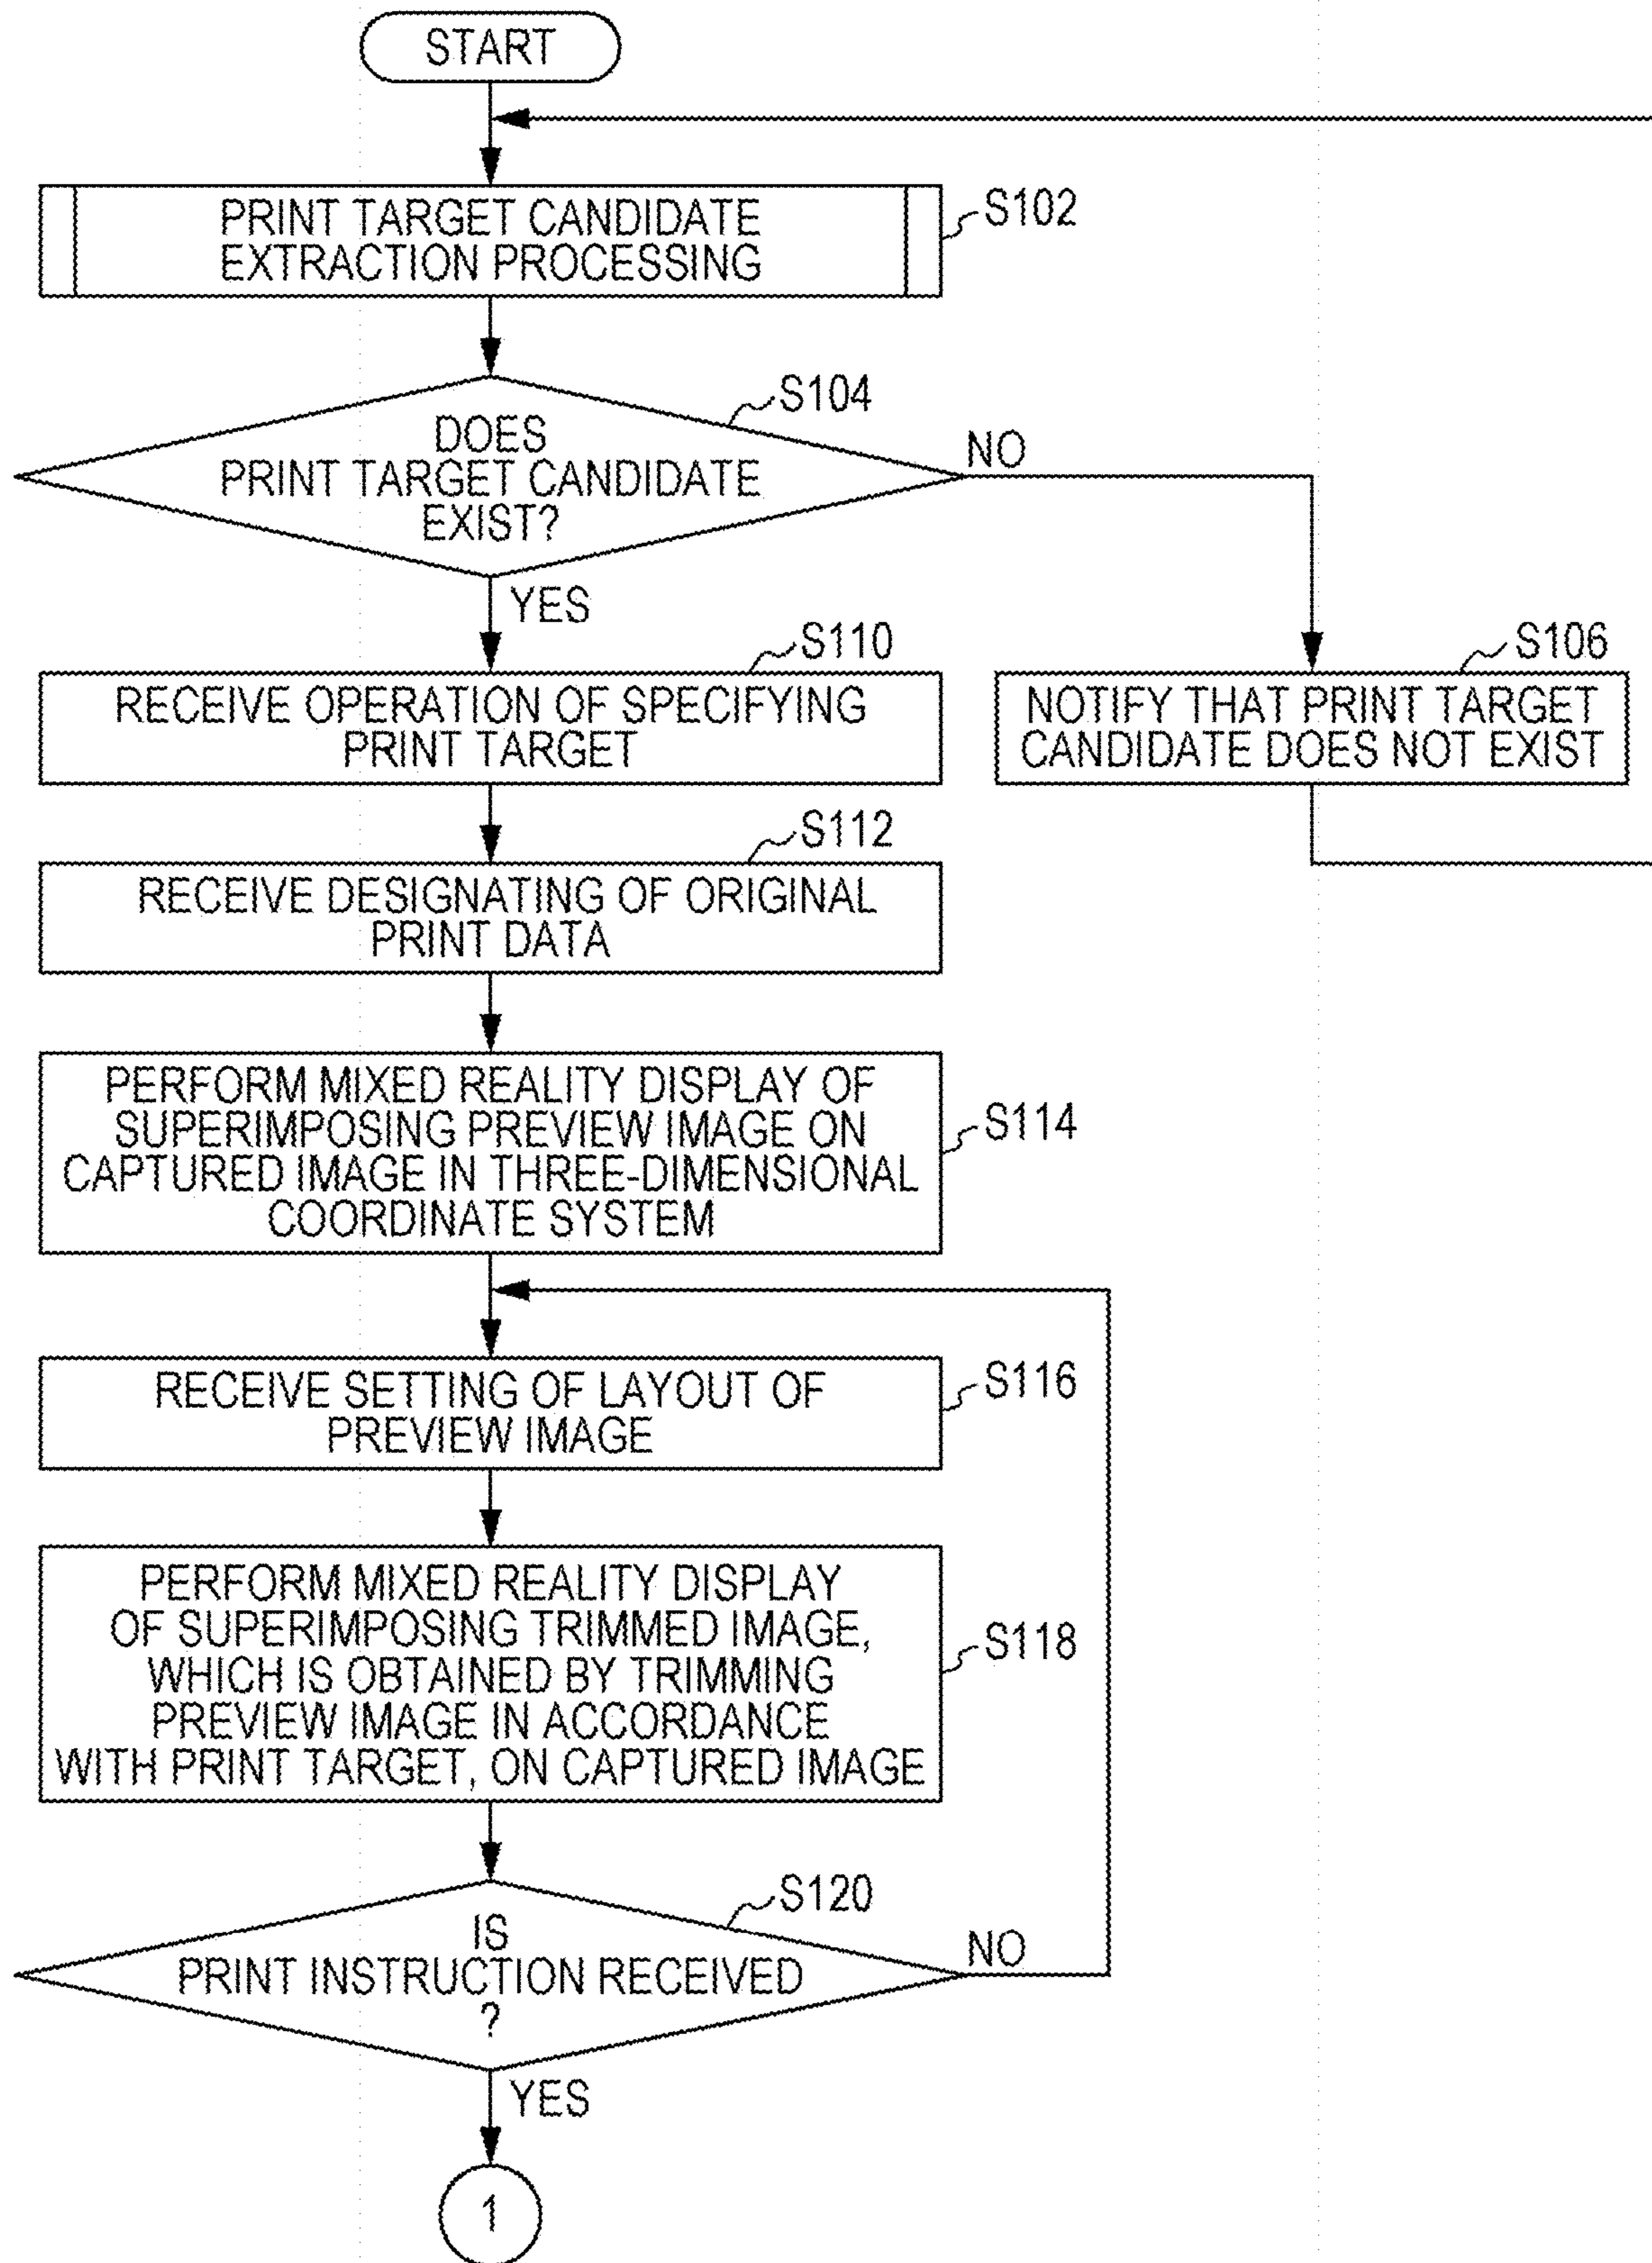 START
PRINT TARGET CANDIDATE
EXTRACTION PROCESSING
S102
S104
DOES
PRINT TARGET CANDIDATE
EXIST?
NO
YES
S110
RECEIVE OPERATION OF SPECIFYING
PRINT TARGET
S106
NOTIFY THAT PRINT TARGET
CANDIDATE DOES NOT EXIST
S112
RECEIVE DESIGNATING OF ORIGINAL
PRINT DATA
PERFORM MIXED REALITY DISPLAY OF
SUPERIMPOSING PREVIEW IMAGE ON
CAPTURED IMAGE IN THREE-DIMENSIONAL
COORDINATE SYSTEM
S114
RECEIVE SETTING OF LAYOUT OF
PREVIEW IMAGE
S116
PERFORM MIXED REALITY DISPLAY
OF SUPERIMPOSING TRIMMED IMAGE,
WHICH IS OBTAINED BY TRIMMING
PREVIEW IMAGE IN ACCORDANCE
WITH PRINT TARGET, ON CAPTURED IMAGE
S118
S120
IS
PRINT INSTRUCTION RECEIVED
?
NO
YES
1